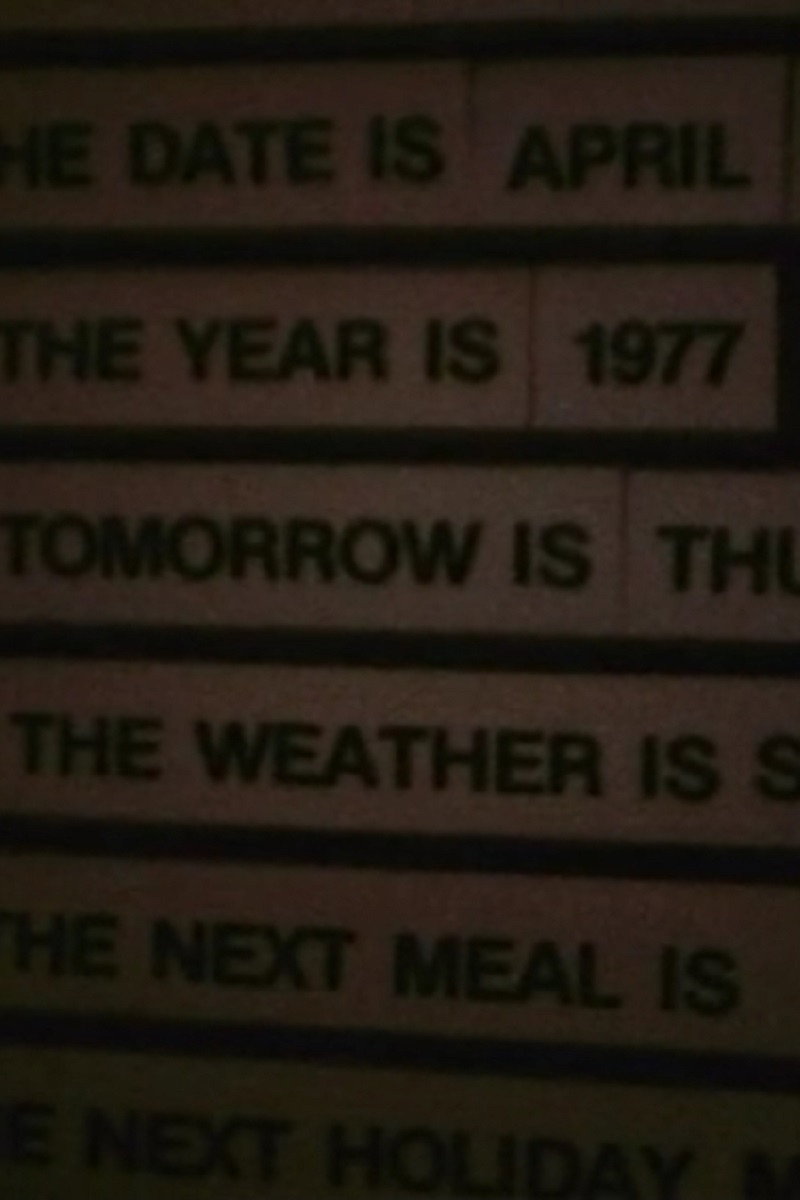 HE DATE IS APRIL
THE YEAR IS 1977
TOMORROW IS THU
THE WEATHER IS S
THE NEXT MEAL IS
E NEXT HOLIDAY M